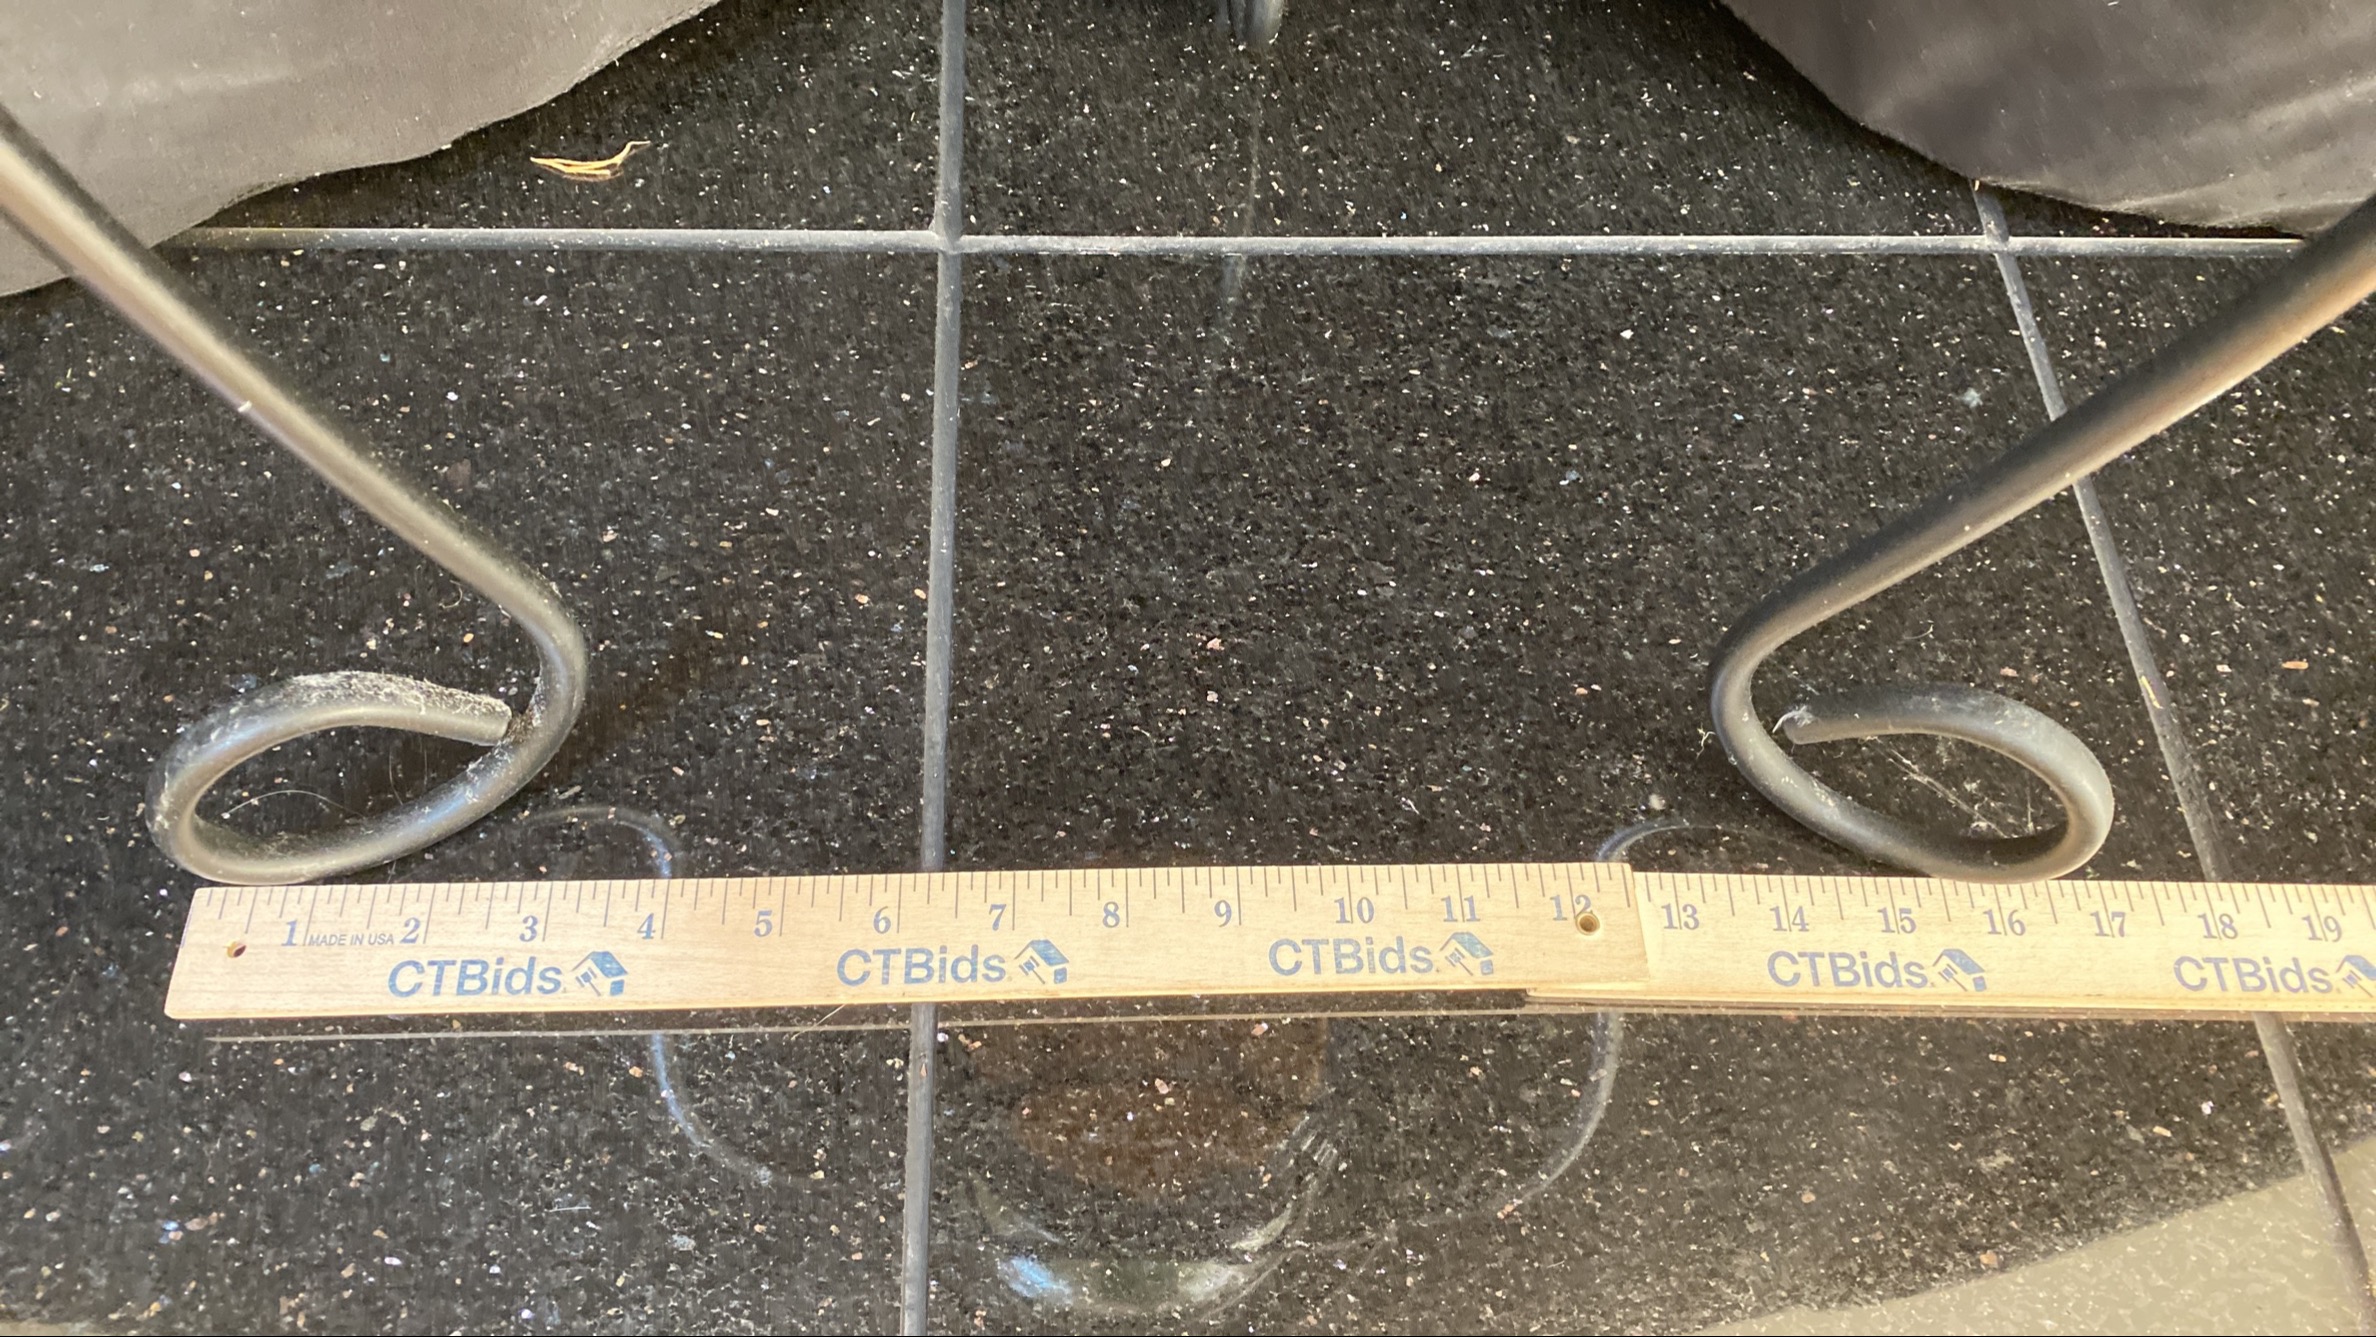 1 MADE IN USA 2 3 4 5 6 7 8 9 10 11 12 13 14 15 16 17 18 19
CTBids. CTBids. CTBids. CTBids. CTBids.